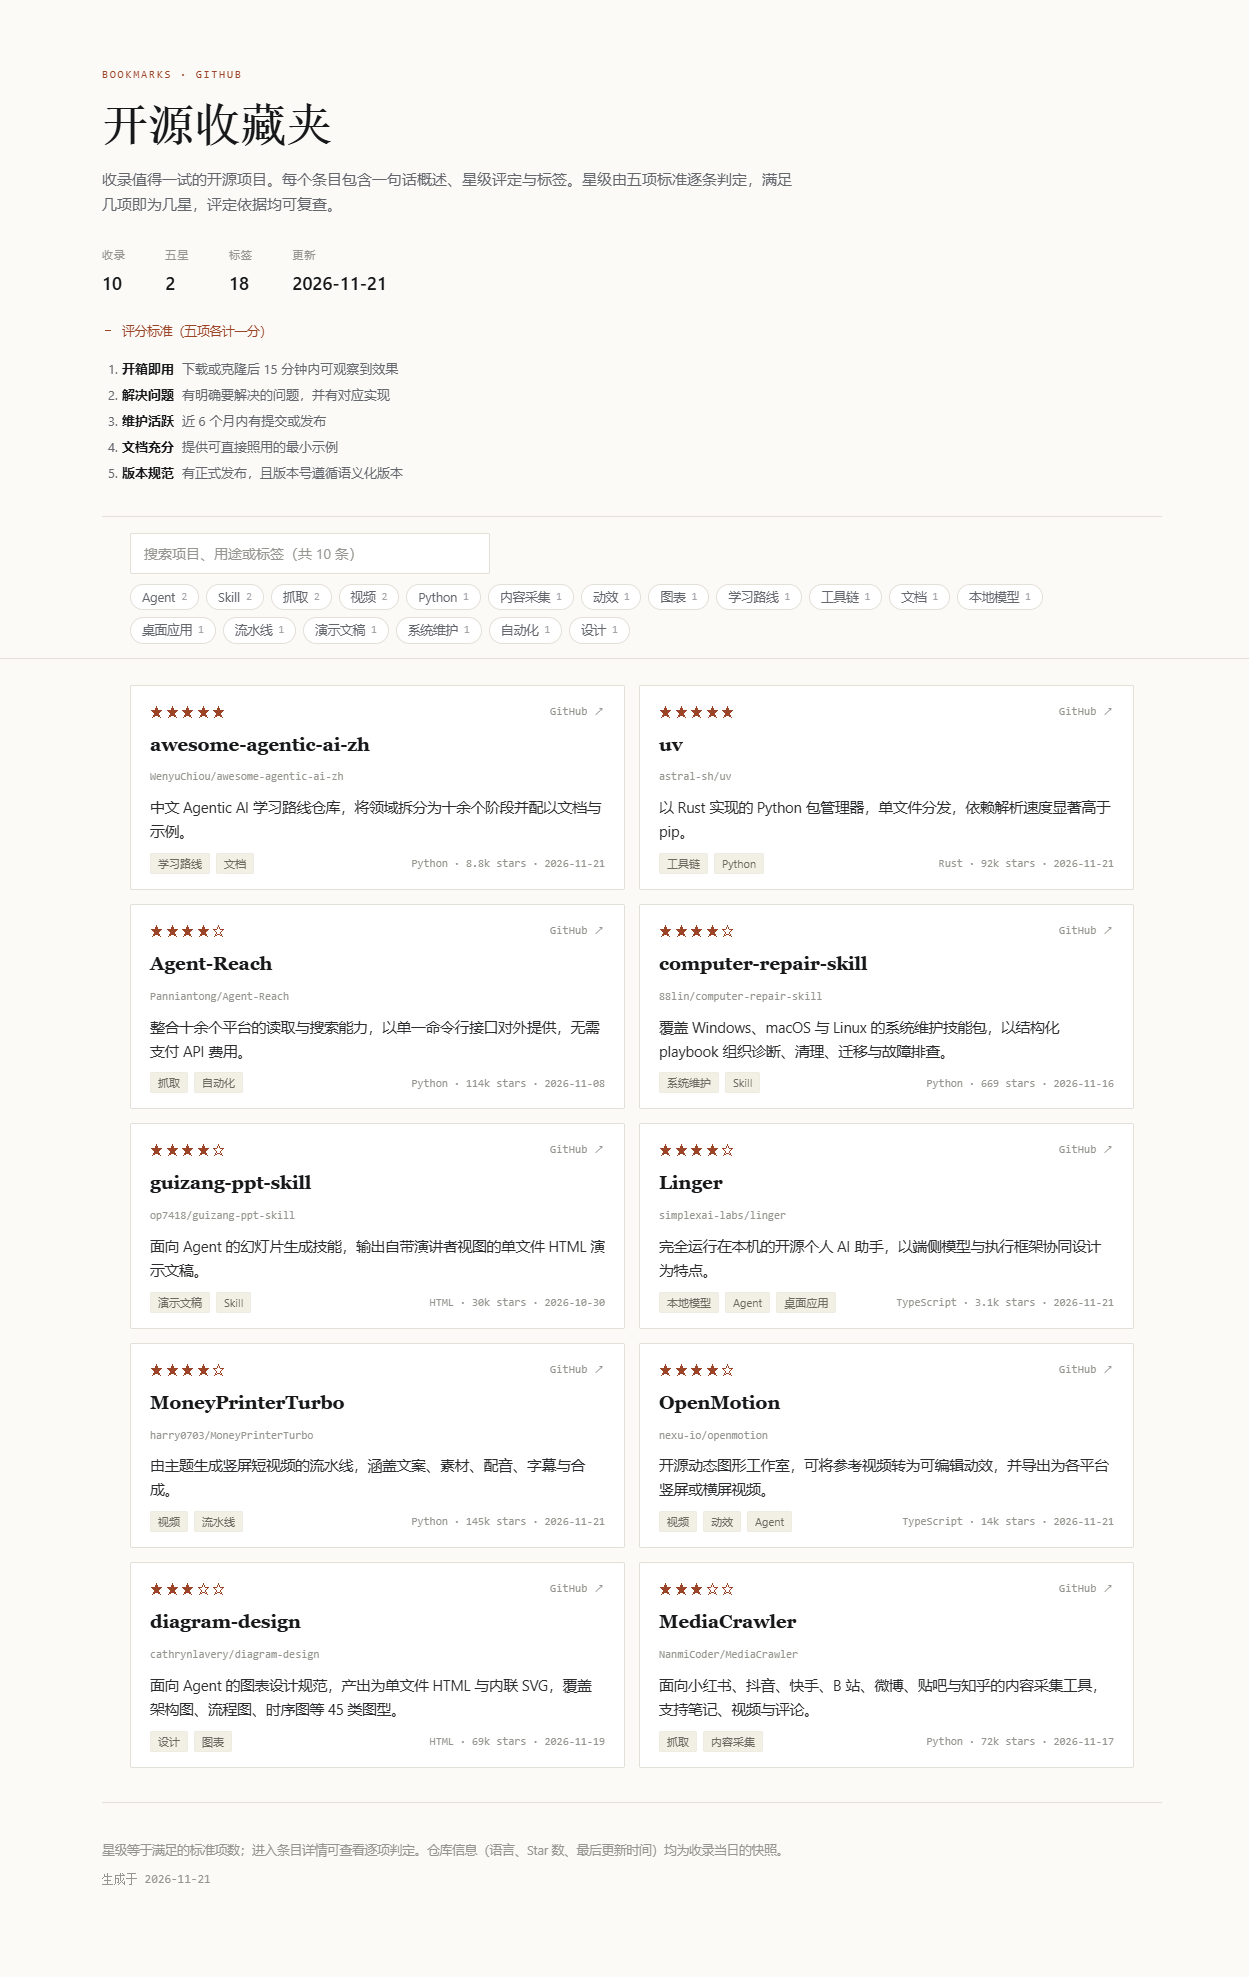 BOOKMARKS · GITHUB
开源收藏夹
收录值得一试的开源项目。每个条目包含一句话概述、星级评定与标签。星级由五项标准逐条判定，满足
几项即为几星，评定依据均可复查。
收录 五星 标签 更新
10 2 18 2026-11-21
− 评分标准（五项各计一分）
1. 开箱即用 下载或克隆后 15 分钟内可观察到效果
2. 解决问题 有明确要解决的问题，并有对应实现
3. 维护活跃 近 6 个月内有提交或发布
4. 文档充分 提供可直接照用的最小示例
5. 版本规范 有正式发布，且版本号遵循语义化版本
搜索项目、用途或标签（共 10 条）
Agent 2 Skill 2 抓取 2 视频 2 Python 1 内容采集 1 动效 1 图表 1 学习路线 1 工具链 1 文档 1 本地模型 1
桌面应用 1 流水线 1 演示文稿 1 系统维护 1 自动化 1 设计 1
★★★★★ GitHub ↗
awesome-agentic-ai-zh
WenyuChiou/awesome-agentic-ai-zh
中文 Agentic AI 学习路线仓库，将领域拆分为十余个阶段并配以文档与
示例。
学习路线 文档 Python · 8.8k stars · 2026-11-21
★★★★★ GitHub ↗
uv
astral-sh/uv
以 Rust 实现的 Python 包管理器，单文件分发，依赖解析速度显著高于
pip。
工具链 Python Rust · 92k stars · 2026-11-21
★★★★☆ GitHub ↗
Agent-Reach
Panniantong/Agent-Reach
整合十余个平台的读取与搜索能力，以单一命令行接口对外提供，无需
支付 API 费用。
抓取 自动化 Python · 114k stars · 2026-11-08
★★★★☆ GitHub ↗
computer-repair-skill
88lin/computer-repair-skill
覆盖 Windows、macOS 与 Linux 的系统维护技能包，以结构化
playbook 组织诊断、清理、迁移与故障排查。
系统维护 Skill Python · 669 stars · 2026-11-16
★★★★☆ GitHub ↗
guizang-ppt-skill
op7418/guizang-ppt-skill
面向 Agent 的幻灯片生成技能，输出自带演讲者视图的单文件 HTML 演
示文稿。
演示文稿 Skill HTML · 30k stars · 2026-10-30
★★★★☆ GitHub ↗
Linger
simplexai-labs/linger
完全运行在本机的开源个人 AI 助手，以端侧模型与执行框架协同设计
为特点。
本地模型 Agent 桌面应用 TypeScript · 3.1k stars · 2026-11-21
★★★★☆ GitHub ↗
MoneyPrinterTurbo
harry0703/MoneyPrinterTurbo
由主题生成竖屏短视频的流水线，涵盖文案、素材、配音、字幕与合
成。
视频 流水线 Python · 145k stars · 2026-11-21
★★★★☆ GitHub ↗
OpenMotion
nexu-io/openmotion
开源动态图形工作室，可将参考视频转为可编辑动效，并导出为各平台
竖屏或横屏视频。
视频 动效 Agent TypeScript · 14k stars · 2026-11-21
★★★☆☆ GitHub ↗
diagram-design
cathrynlavery/diagram-design
面向 Agent 的图表设计规范，产出为单文件 HTML 与内联 SVG，覆盖
架构图、流程图、时序图等 45 类图型。
设计 图表 HTML · 69k stars · 2026-11-19
★★★☆☆ GitHub ↗
MediaCrawler
NanmiCoder/MediaCrawler
面向小红书、抖音、快手、B 站、微博、贴吧与知乎的内容采集工具，
支持笔记、视频与评论。
抓取 内容采集 Python · 72k stars · 2026-11-17
星级等于满足的标准项数；进入条目详情可查看逐项判定。仓库信息（语言、Star 数、最后更新时间）均为收录当日的快照。
生成于 2026-11-21